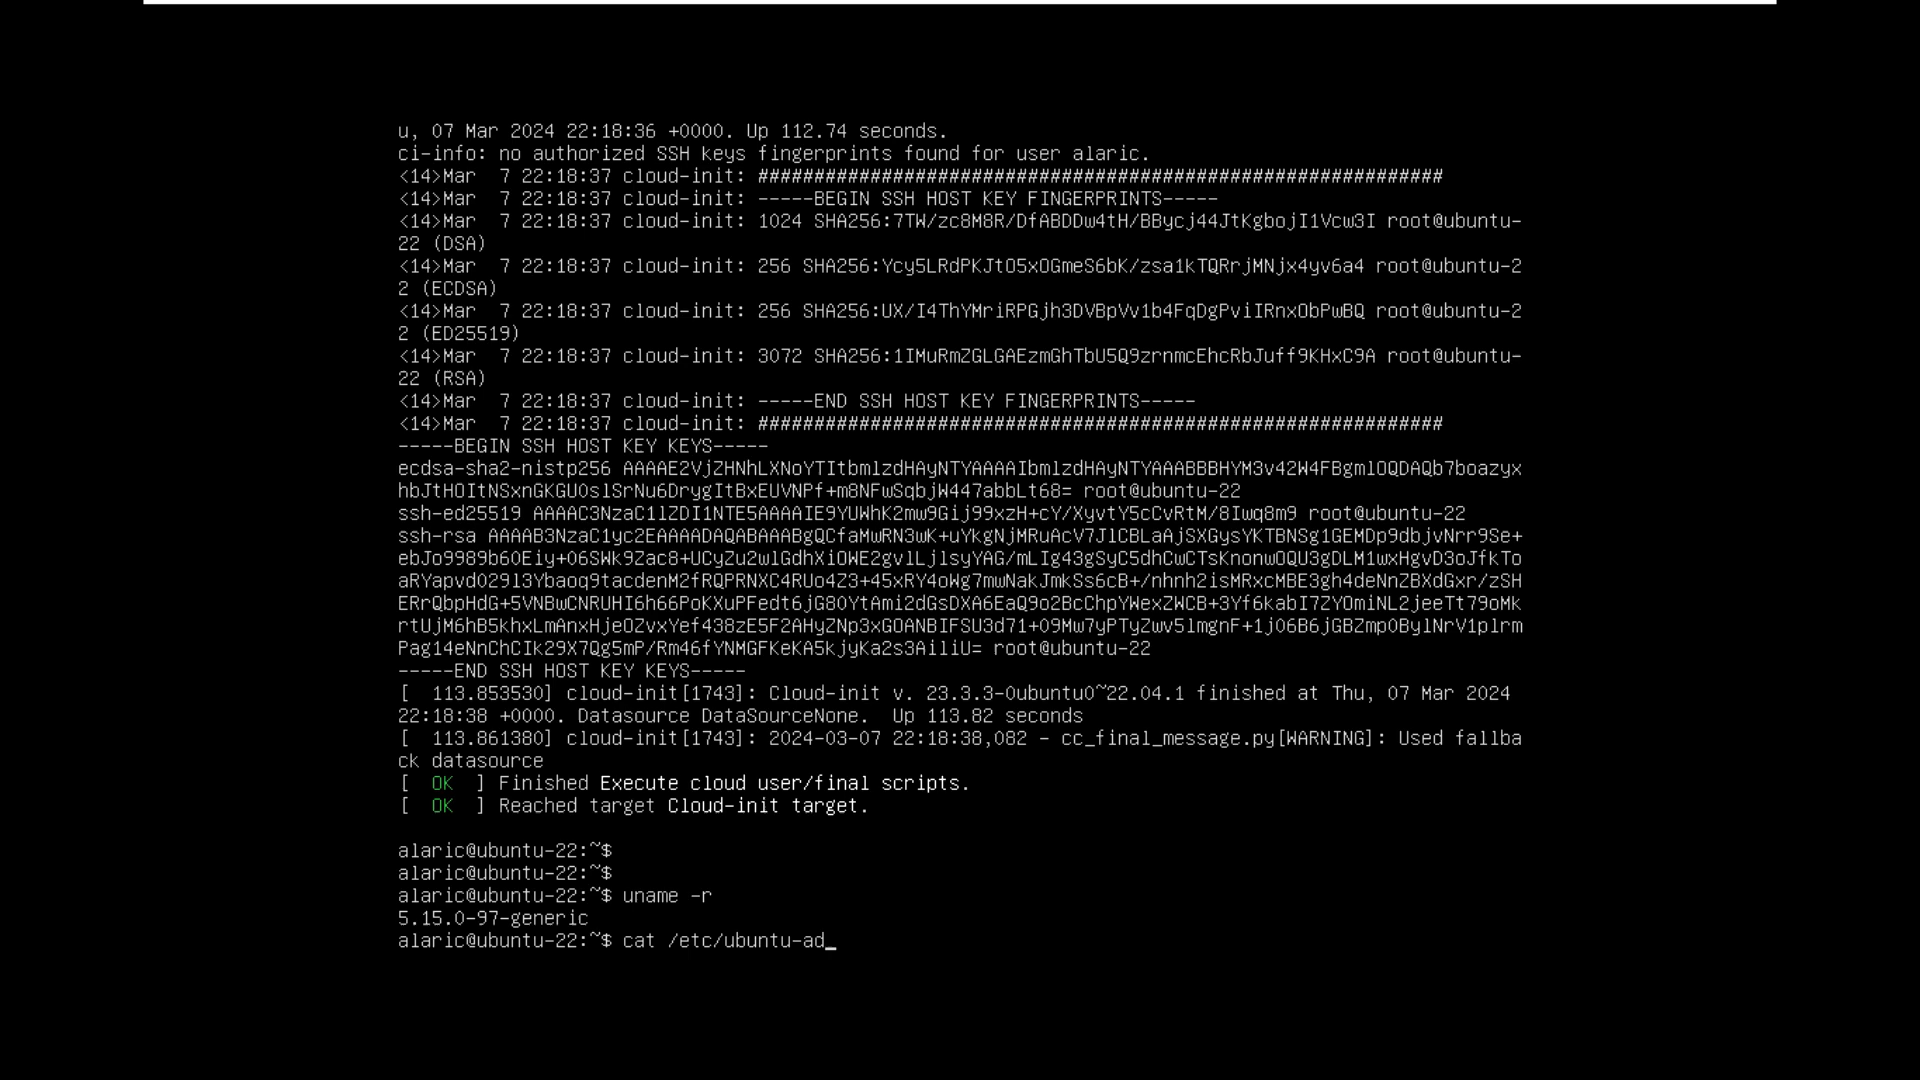 u, 07 Mar 2024 22:18:36 +0000. Up 112.74 seconds.
ci-info: no authorized SSH keys fingerprints found for user alaric.
<14>Mar  7 22:18:37 cloud-init: #############################################################
<14>Mar  7 22:18:37 cloud-init: -----BEGIN SSH HOST KEY FINGERPRINTS-----
<14>Mar  7 22:18:37 cloud-init: 1024 SHA256:7TW/zc8M8R/DfABDDw4tH/BBycj44JtKgbojI1Vcw3I root@ubuntu-
22 (DSA)
<14>Mar  7 22:18:37 cloud-init: 256 SHA256:Ycy5LRdPKJtO5xOGmeS6bK/zsa1kTQRrjMNjx4yv6a4 root@ubuntu-2
2 (ECDSA)
<14>Mar  7 22:18:37 cloud-init: 256 SHA256:UX/I4ThYMriRPGjh3DVBpVv1b4FqDgPviIRnxObPwBQ root@ubuntu-2
2 (ED25519)
<14>Mar  7 22:18:37 cloud-init: 3072 SHA256:1IMuRmZGLGAEzmGhTbU5Q9zrnmcEhcRbJuff9KHxC9A root@ubuntu-
22 (RSA)
<14>Mar  7 22:18:37 cloud-init: -----END SSH HOST KEY FINGERPRINTS-----
<14>Mar  7 22:18:37 cloud-init: #############################################################
-----BEGIN SSH HOST KEY KEYS-----
ecdsa-sha2-nistp256 AAAAE2VjZHNhLXNoYTItbmlzdHAyNTYAAAAIbmlzdHAyNTYAAABBBHYM3v42W4FBgmlOQDAQb7boazyx
hbJtHOItNSxnGKGU0slSrNu6DrygItBxEUVNPf+m8NFwSqbjW447abbLt68= root@ubuntu-22
ssh-ed25519 AAAAC3NzaC1lZDI1NTE5AAAAIE9YUWhK2mw9Gij99xzH+cY/XyvtY5cCvRtM/8Iwq8m9 root@ubuntu-22
ssh-rsa AAAAB3NzaC1yc2EAAAADAQABAAABgQCfaMwRN3wK+uYkgNjMRuAcV7JlCBLaAjSXGysYKTBNSg1GEMDp9dbjvNrr9Se+
ebJo9989b6OEiy+O6SWk9Zac8+UCyZu2wlGdhXiOWE2gvlLjlsyYAG/mLIg43gSyC5dhCwCTsKnonwOQU3gDLM1wxHgvD3oJfkTo
aRYapvd029l3Ybaoq9tacdenM2fRQPRNXC4RUo4Z3+45xRY4oWg7mwNakJmkSs6cB+/nhnh2isMRxcMBE3gh4deNnZBXdGxr/zSH
ERrQbpHdG+5VNBwCNRUHI6h66PoKXuPFedt6jG8OYtAmi2dGsDXA6EaQ9o2BcChpYWexZWCB+3Yf6kabI7ZYOmiNL2jeeTt79oMk
rtUjM6hB5khxLmAnxHjeOZvxYef438zE5F2AHyZNp3xGOANBIFSU3d71+O9Mw7yPTyZwv5lmgnF+1jO6B6jGBZmpOBylNrV1plrm
Pag14eNnChCIk29X7Qg5mP/Rm46fYNMGFKeKA5kjyKa2s3AiliU= root@ubuntu-22
-----END SSH HOST KEY KEYS-----
[  113.853530] cloud-init[1743]: Cloud-init v. 23.3.3-0ubuntu0~22.04.1 finished at Thu, 07 Mar 2024
22:18:38 +0000. Datasource DataSourceNone.  Up 113.82 seconds
[  113.861380] cloud-init[1743]: 2024-03-07 22:18:38,082 - cc_final_message.py[WARNING]: Used fallba
ck datasource
[  OK  ] Finished Execute cloud user/final scripts.
[  OK  ] Reached target Cloud-init target.
alaric@ubuntu-22:~$
alaric@ubuntu-22:~$
alaric@ubuntu-22:~$ uname -r
5.15.0-97-generic
alaric@ubuntu-22:~$ cat /etc/ubuntu-ad_